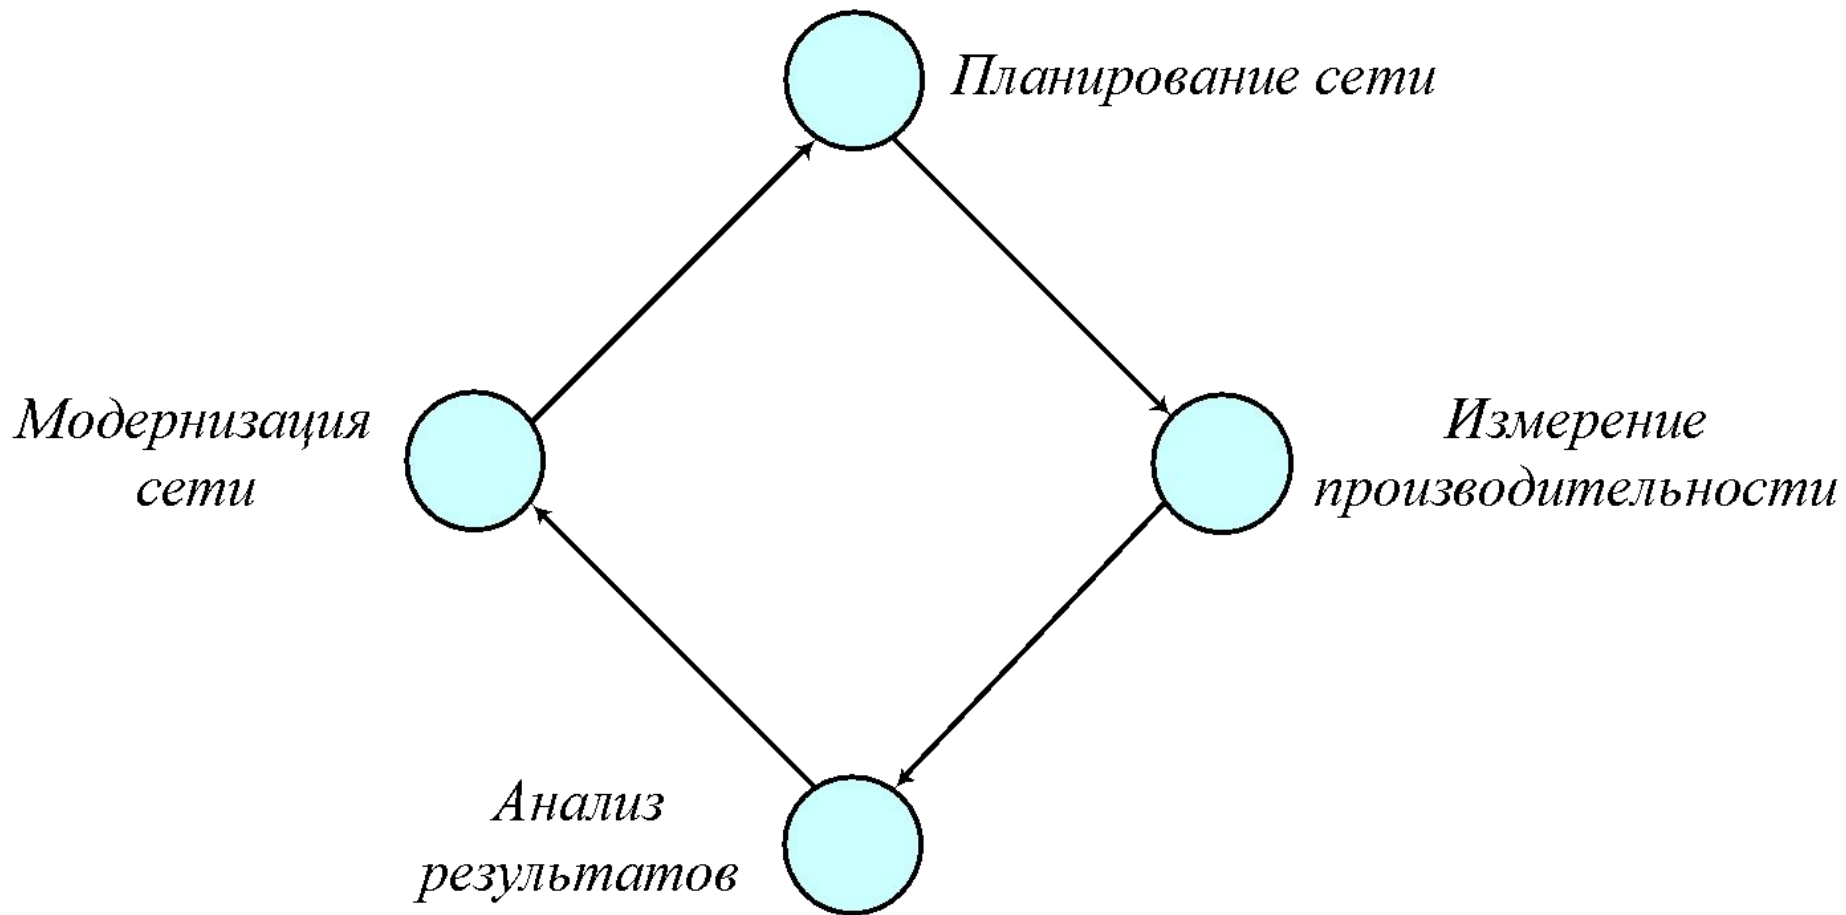 Планирование сети
Модернизация
сети
Измерение
производительности
Анализ
результатов